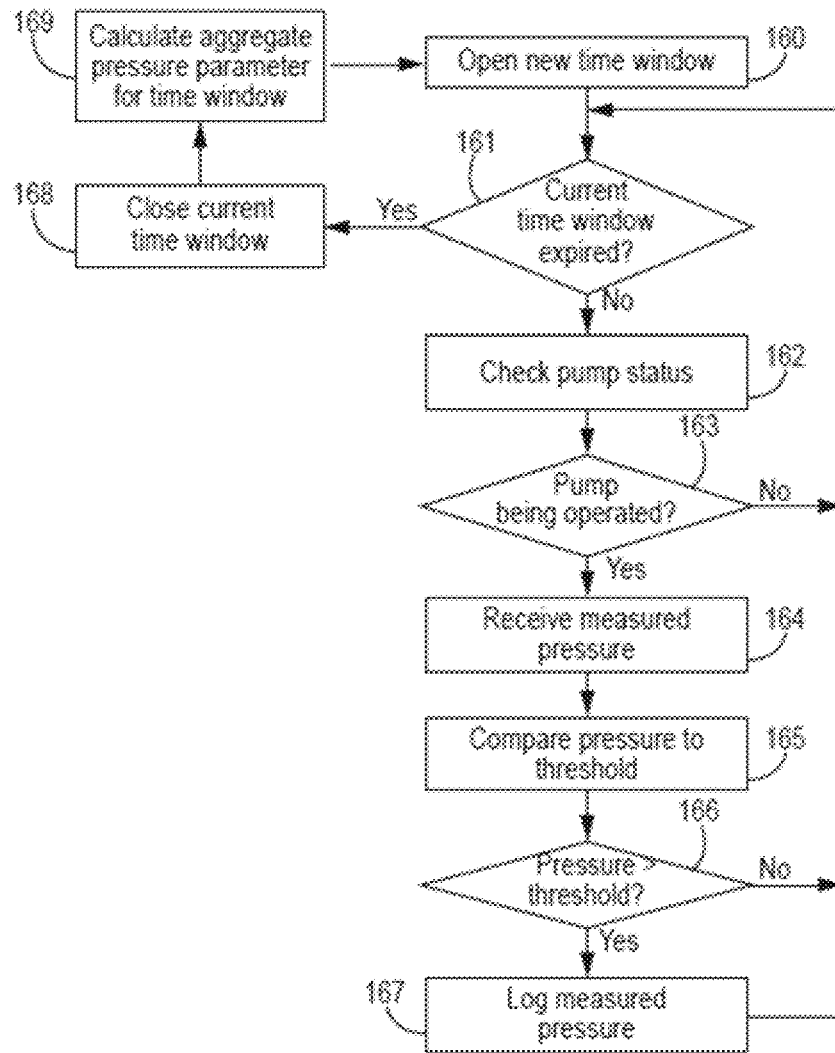 169
Calculate aggregate
pressure parameter
for time window
Open new time window
160
161
168
Close current
time window
Yes
Current
time window
expired?
No
Check pump status
162
163
Pump
being operated?
No
Yes
Receive measured
pressure
164
Compare pressure to
threshold
165
166
Pressure >
threshold?
No
Yes
167
Log measured
pressure